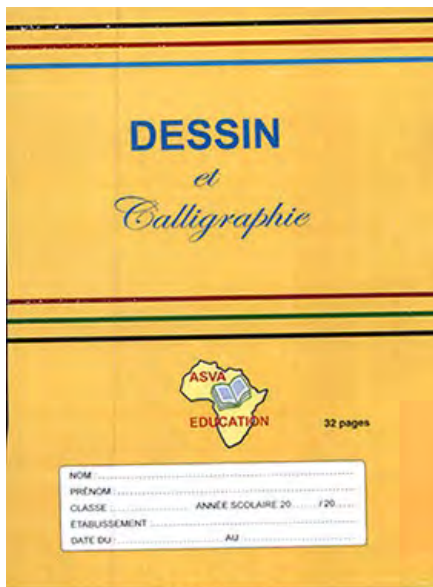 DESSIN
et
Calligraphie
ASVA
EDUCATION
32 pages
NOM :
PRÉNOM :
CLASSE : ANNÉE SCOLAIRE 20 /20
ÉTABLISSEMENT :
DATE DU : AU